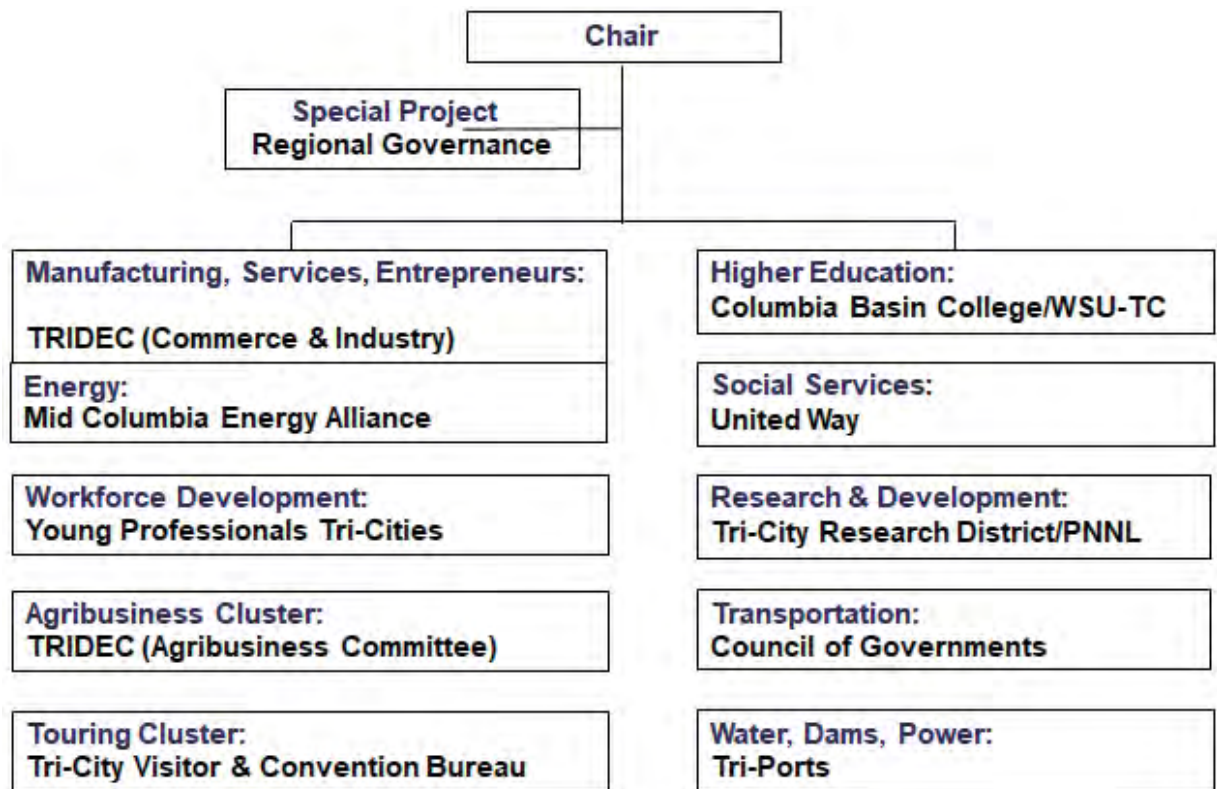 Chair
Special Project
Regional Governance
Manufacturing, Services, Entrepreneurs:
TRIDEC (Commerce & Industry)
Energy:
Mid Columbia Energy Alliance
Workforce Development:
Young Professionals Tri-Cities
Agribusiness Cluster:
TRIDEC (Agribusiness Committee)
Touring Cluster:
Tri-City Visitor & Convention Bureau
Higher Education:
Columbia Basin College/WSU-TC
Social Services:
United Way
Research & Development:
Tri-City Research District/PNNL
Transportation:
Council of Governments
Water, Dams, Power:
Tri-Ports